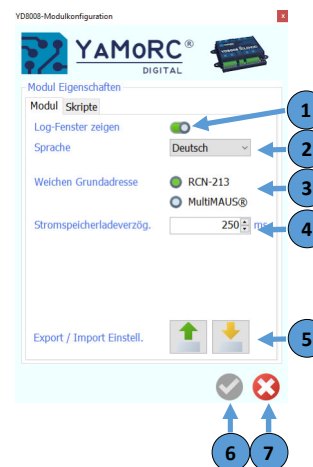 YD8008-Modulkonfiguration x
YAMoRC®
DIGITAL
Modul Eigenschaften
Modul Skripte
Log-Fenster zeigen
1
Sprache Deutsch
2
Weichen Grundadresse RCN-213
3
MultiMAUS®
Stromspeicherladeverzög. 250 ms
4
Export / Import Einstell.
5
6 7